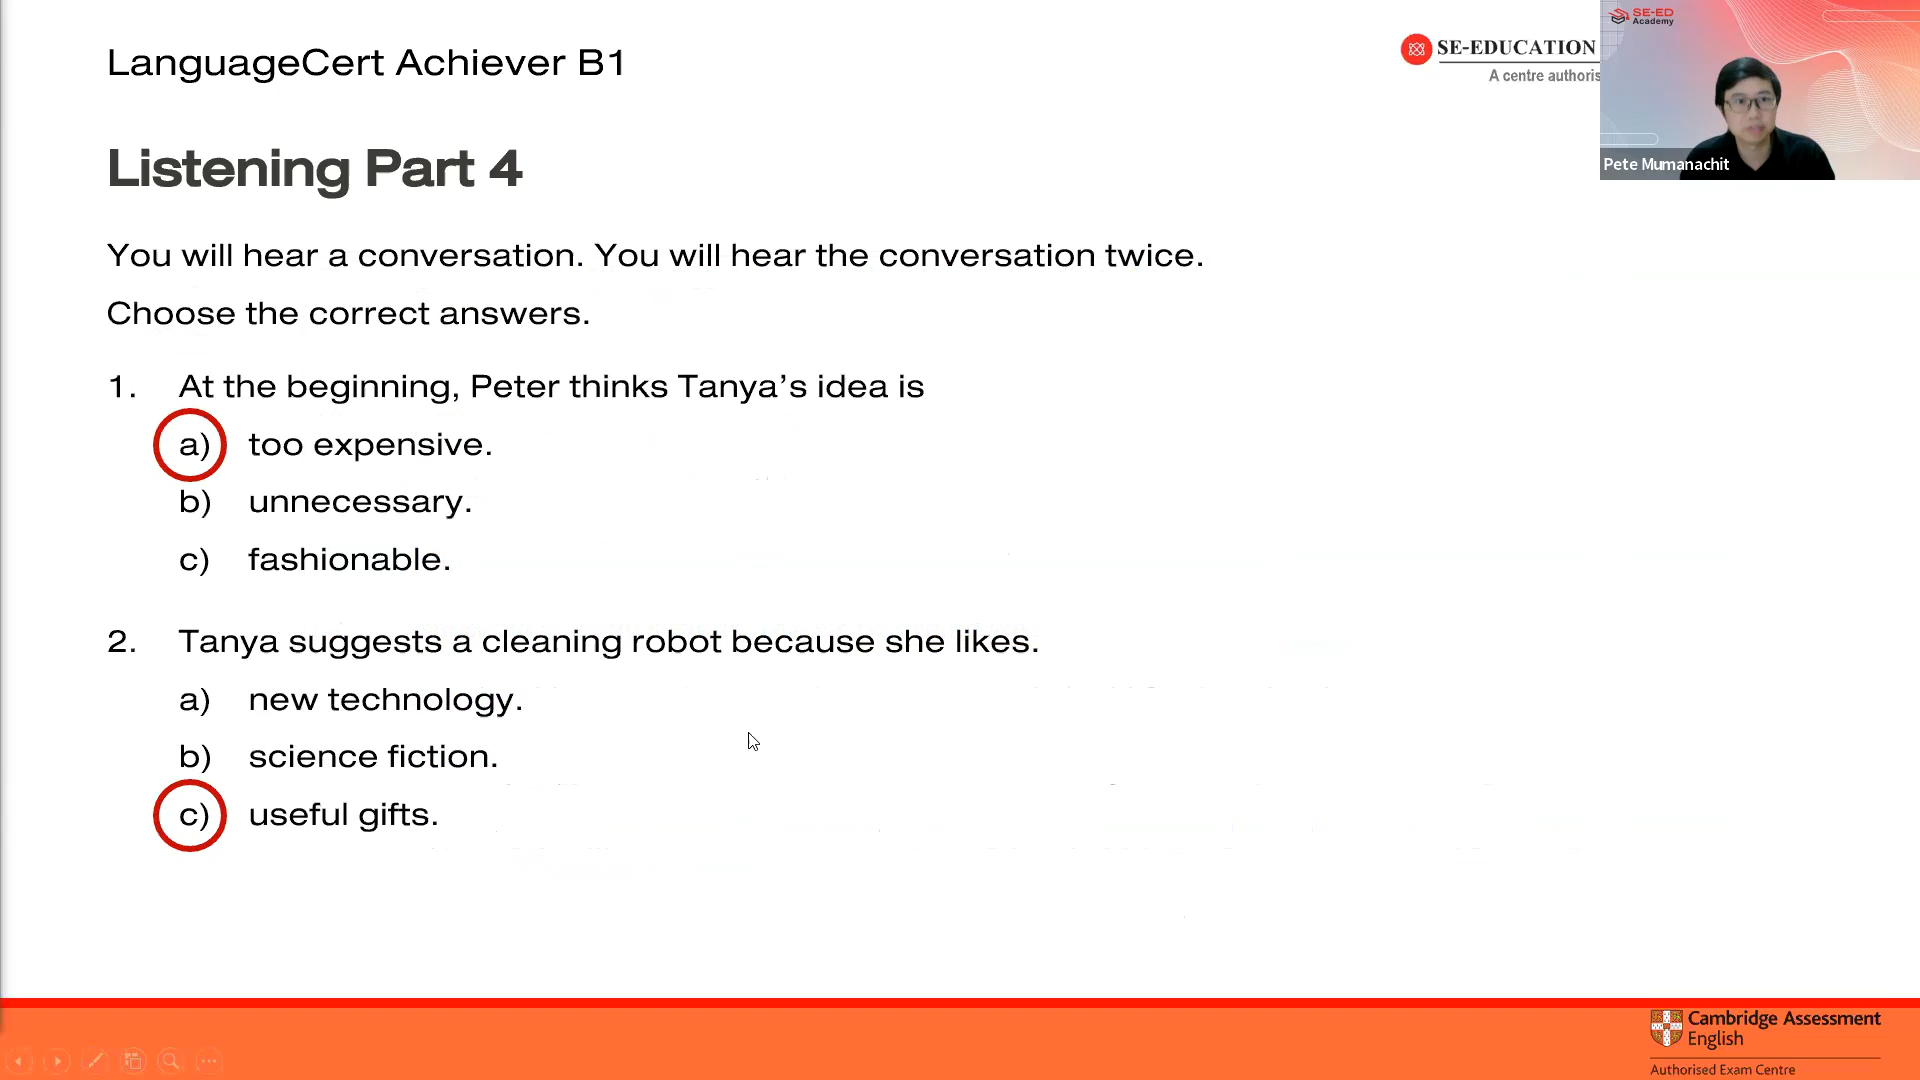 LanguageCert Achiever B1
SE-EDUCATION
A centre authoris
SE-ED
Academy
Pete Mumanachit
Listening Part 4
You will hear a conversation. You will hear the conversation twice.
Choose the correct answers.
1. At the beginning, Peter thinks Tanya’s idea is
a) too expensive.
b) unnecessary.
c) fashionable.
2. Tanya suggests a cleaning robot because she likes.
a) new technology.
b) science fiction.
c) useful gifts.
Cambridge Assessment
English
Authorised Exam Centre